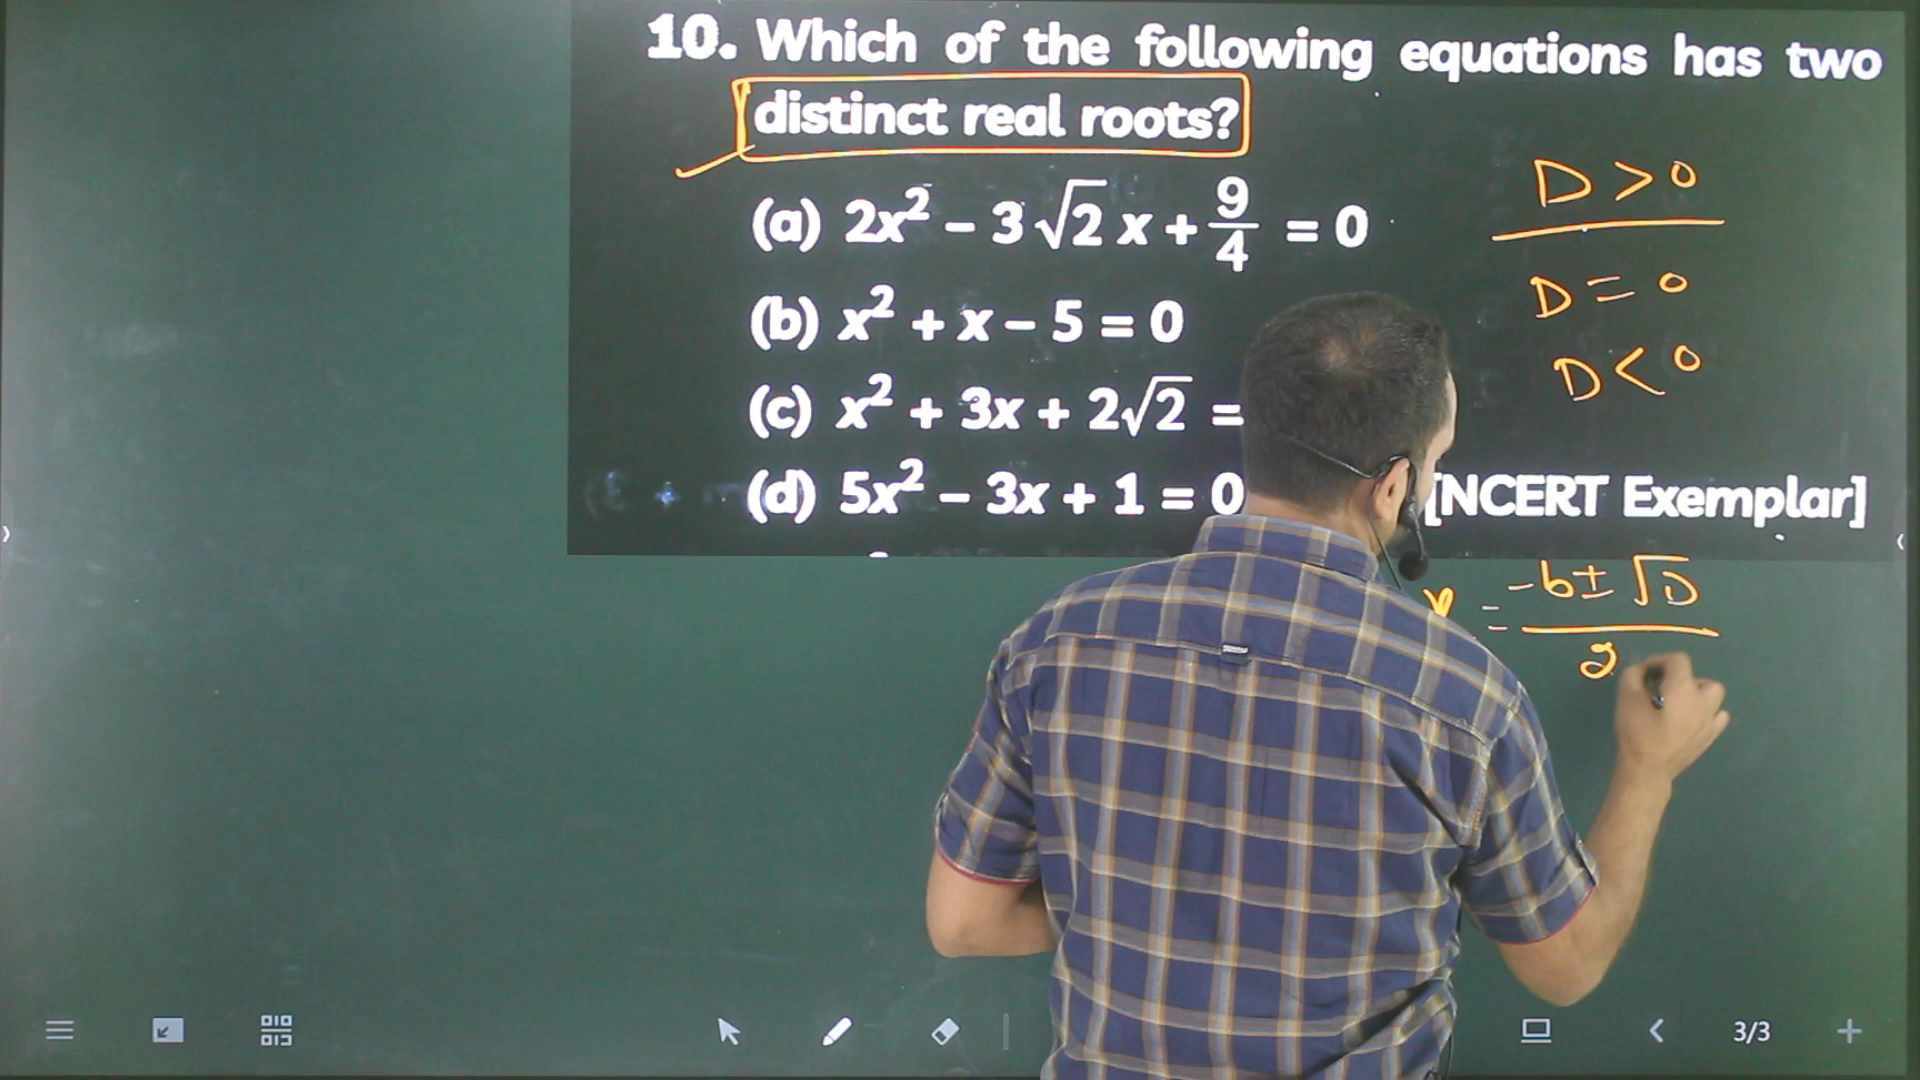 10. Which of the following equations has two
distinct real roots?
(a) 2x² – 3√2 x + 9/4 = 0
(b) x² + x – 5 = 0
(c) x² + 3x + 2√2 =
(d) 5x² – 3x + 1 = 0 [NCERT Exemplar]
D > 0
D = 0
D < 0
= -b ± √D
2
3/3